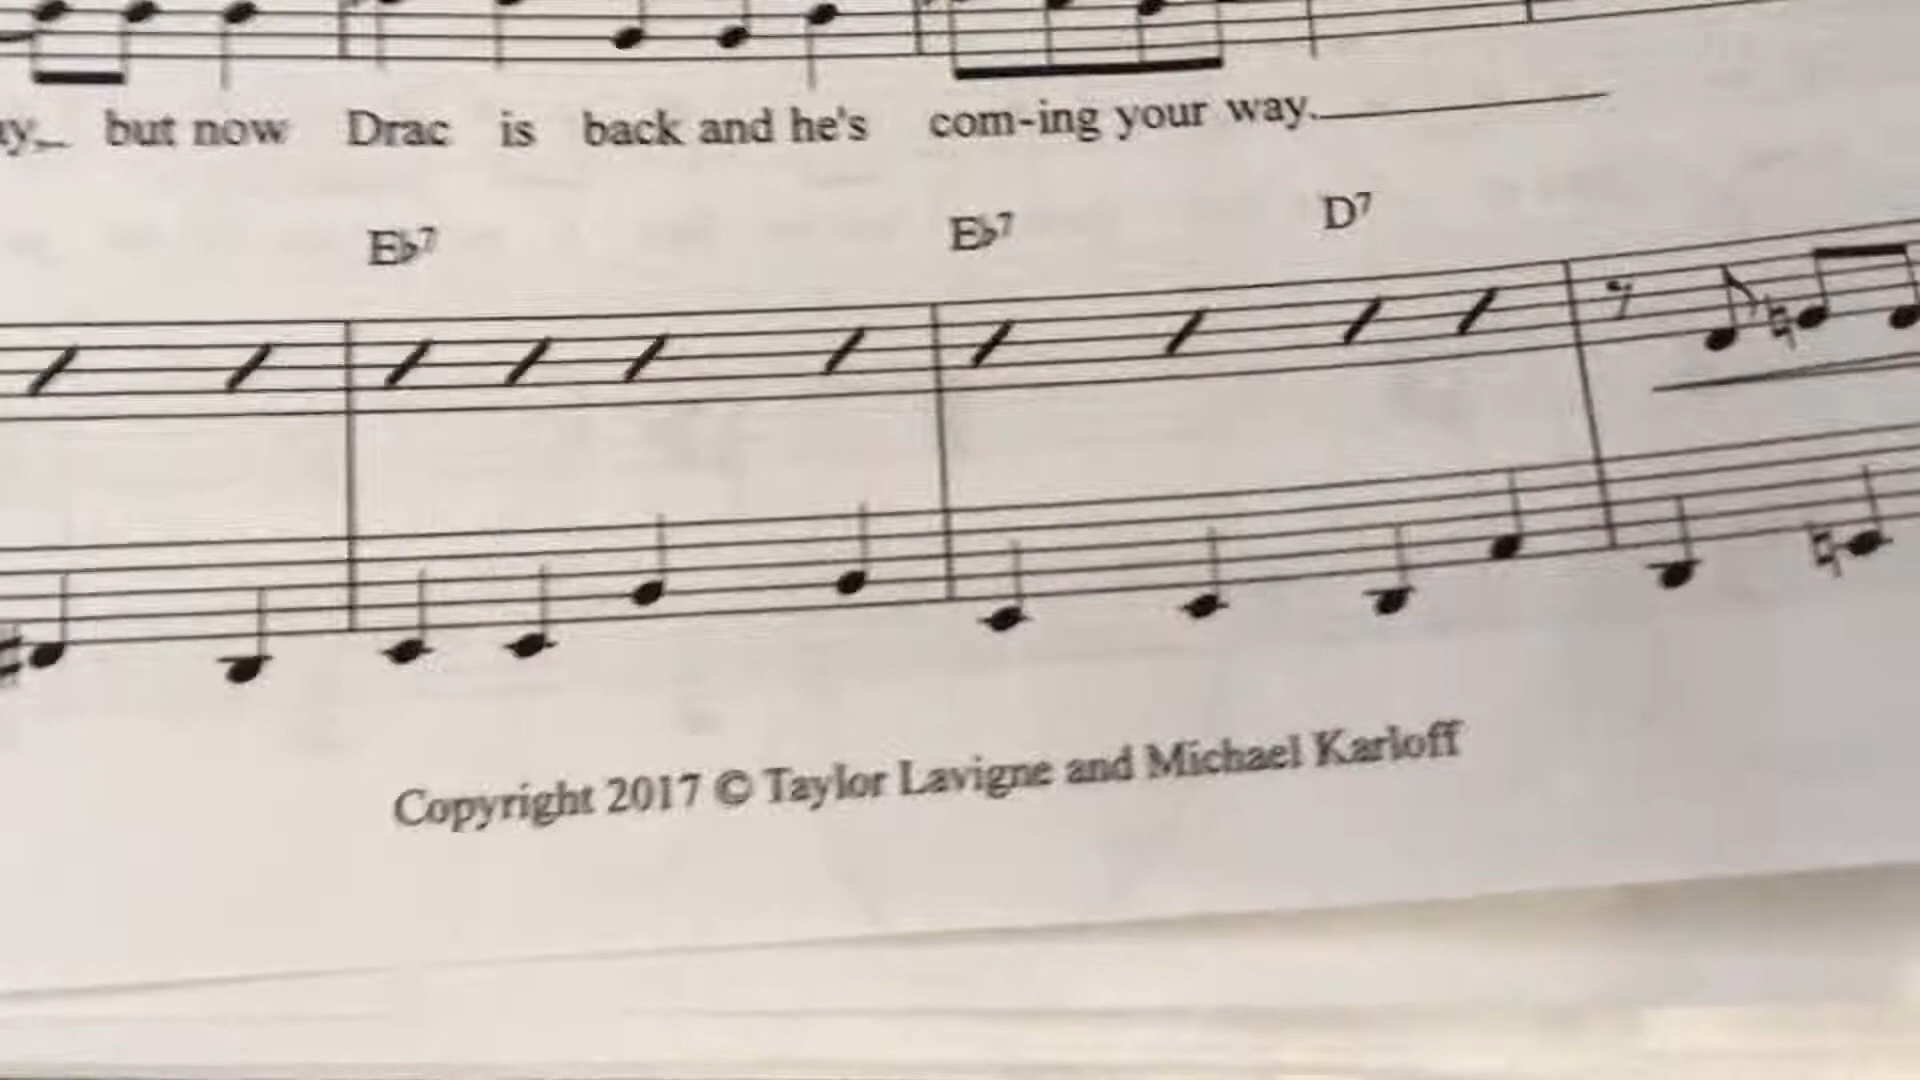 but now Drac is back and he's com-ing your way.
E♭7 E♭7 D7
Copyright 2017 © Taylor Lavigne and Michael Karloff